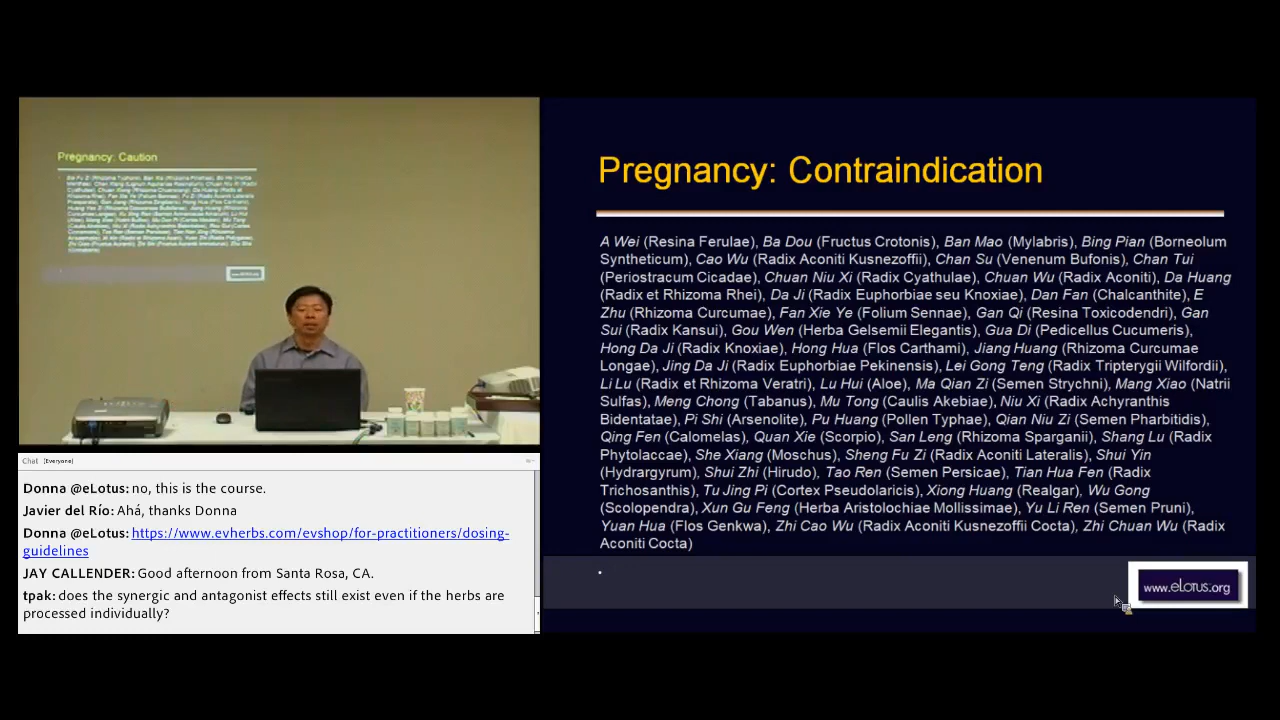 Pregnancy: Caution
Pregnancy: Contraindication
A Wei (Resina Ferulae), Ba Dou (Fructus Crotonis), Ban Mao (Mylabris), Bing Pian (Borneolum
Syntheticum), Cao Wu (Radix Aconiti Kusnezoffii), Chan Su (Venenum Bufonis), Chan Tui
(Periostracum Cicadae), Chuan Niu Xi (Radix Cyathulae), Chuan Wu (Radix Aconiti), Da Huang
(Radix et Rhizoma Rhei), Da Ji (Radix Euphorbiae seu Knoxiae), Dan Fan (Chalcanthite), E
Zhu (Rhizoma Curcumae), Fan Xie Ye (Folium Sennae), Gan Qi (Resina Toxicodendri), Gan
Sui (Radix Kansui), Gou Wen (Herba Gelsemii Elegantis), Gua Di (Pedicellus Cucumeris),
Hong Da Ji (Radix Knoxiae), Hong Hua (Flos Carthami), Jiang Huang (Rhizoma Curcumae
Longae), Jing Da Ji (Radix Euphorbiae Pekinensis), Lei Gong Teng (Radix Tripterygii Wilfordii),
Li Lu (Radix et Rhizoma Veratri), Lu Hui (Aloe), Ma Qian Zi (Semen Strychni), Mang Xiao (Natrii
Sulfas), Meng Chong (Tabanus), Mu Tong (Caulis Akebiae), Niu Xi (Radix Achyranthis
Bidentatae), Pi Shi (Arsenolite), Pu Huang (Pollen Typhae), Qian Niu Zi (Semen Pharbitidis),
Qing Fen (Calomelas), Quan Xie (Scorpio), San Leng (Rhizoma Sparganii), Shang Lu (Radix
Phytolaccae), She Xiang (Moschus), Sheng Fu Zi (Radix Aconiti Lateralis), Shui Yin
(Hydrargyrum), Shui Zhi (Hirudo), Tao Ren (Semen Persicae), Tian Hua Fen (Radix
Trichosanthis), Tu Jing Pi (Cortex Pseudolaricis), Xiong Huang (Realgar), Wu Gong
(Scolopendra), Xun Gu Feng (Herba Aristolochiae Mollissimae), Yu Li Ren (Semen Pruni),
Yuan Hua (Flos Genkwa), Zhi Cao Wu (Radix Aconiti Kusnezoffii Cocta), Zhi Chuan Wu (Radix
Aconiti Cocta)
www.eLotus.org
Chat (Everyone)
Donna @eLotus: no, this is the course.
Javier del Río: Ahá, thanks Donna
Donna @eLotus: https://www.evherbs.com/evshop/for-practitioners/dosing-
guidelines
JAY CALLENDER: Good afternoon from Santa Rosa, CA.
tpak: does the synergic and antagonist effects still exist even if the herbs are
processed individually?